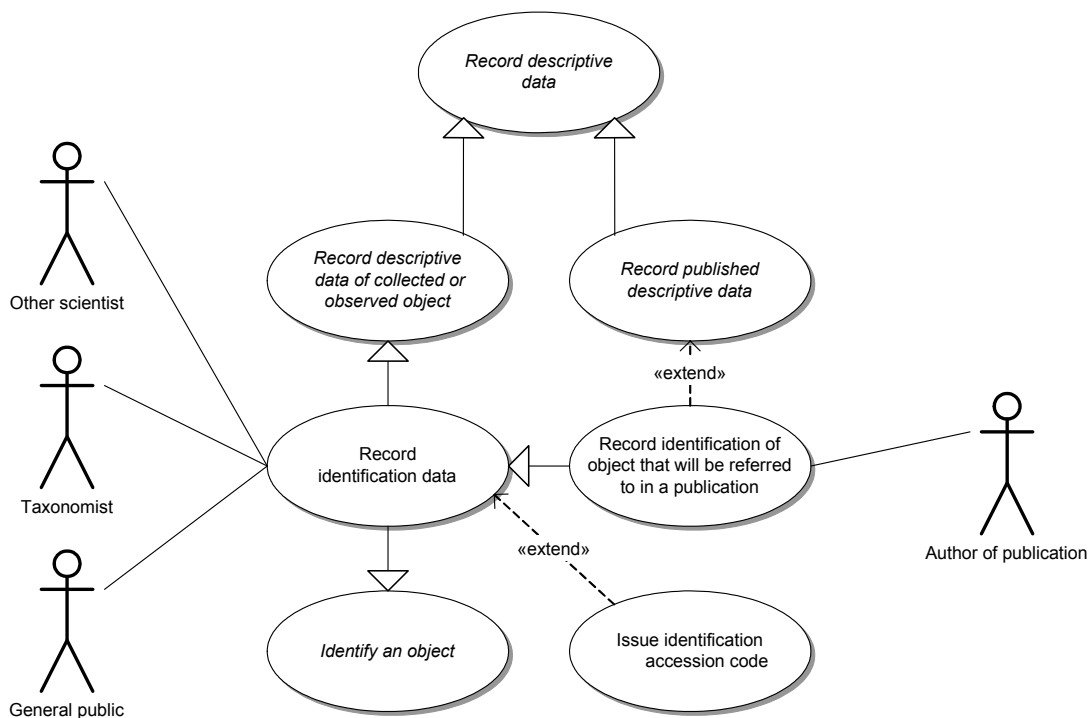 Record descriptive
data
Other scientist
Record descriptive
data of collected or
observed object
Record published
descriptive data
«extend»
Taxonomist
Record
identification data
Record identification of
object that will be referred
to in a publication
Author of publication
«extend»
General public
Identify an object
Issue identification
accession code